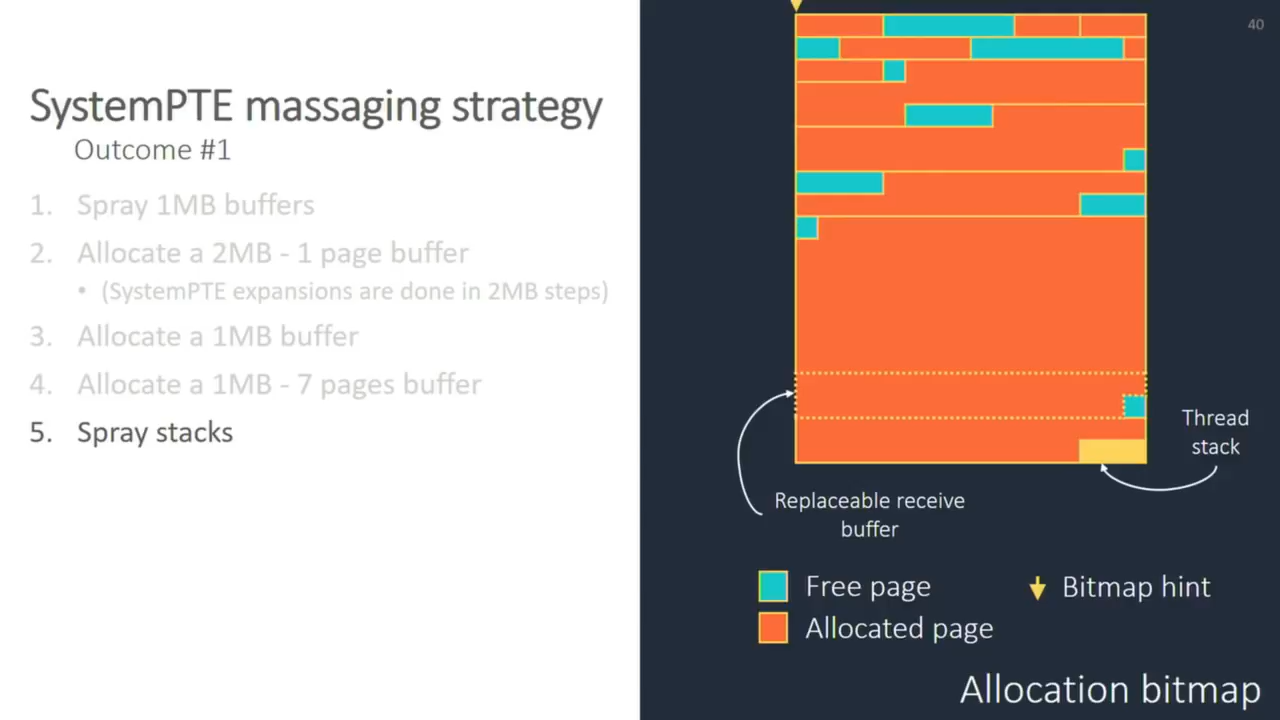 40
SystemPTE massaging strategy
Outcome #1
1. Spray 1MB buffers
2. Allocate a 2MB - 1 page buffer
• (SystemPTE expansions are done in 2MB steps)
3. Allocate a 1MB buffer
4. Allocate a 1MB - 7 pages buffer
5. Spray stacks
Thread
stack
Replaceable receive
buffer
Free page
Bitmap hint
Allocated page
Allocation bitmap